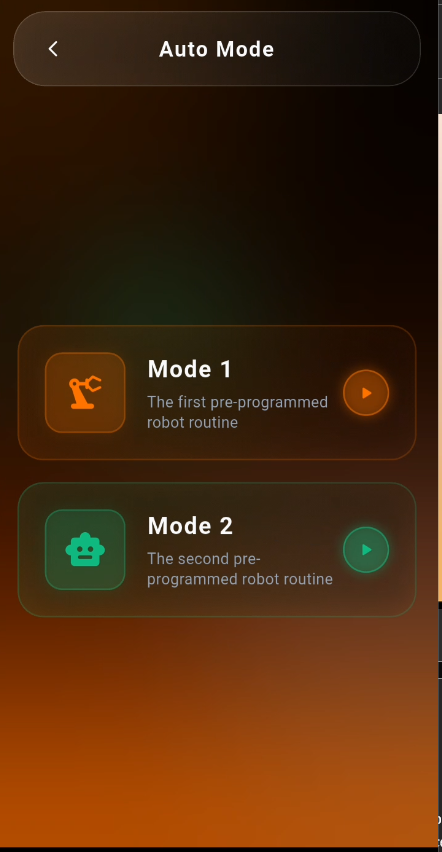 Auto Mode
Mode 1
The first pre-programmed
robot routine
Mode 2
The second pre-
programmed robot routine